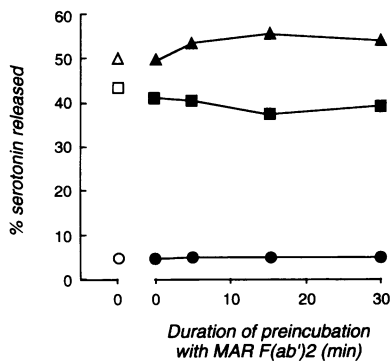 % serotonin released
60
50
40
30
20
10
0
0 0 10 20 30
Duration of preincubation
with MAR F(ab')2 (min)